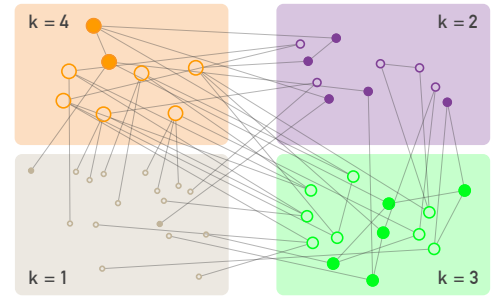 k = 4
k = 2
k = 1
k = 3